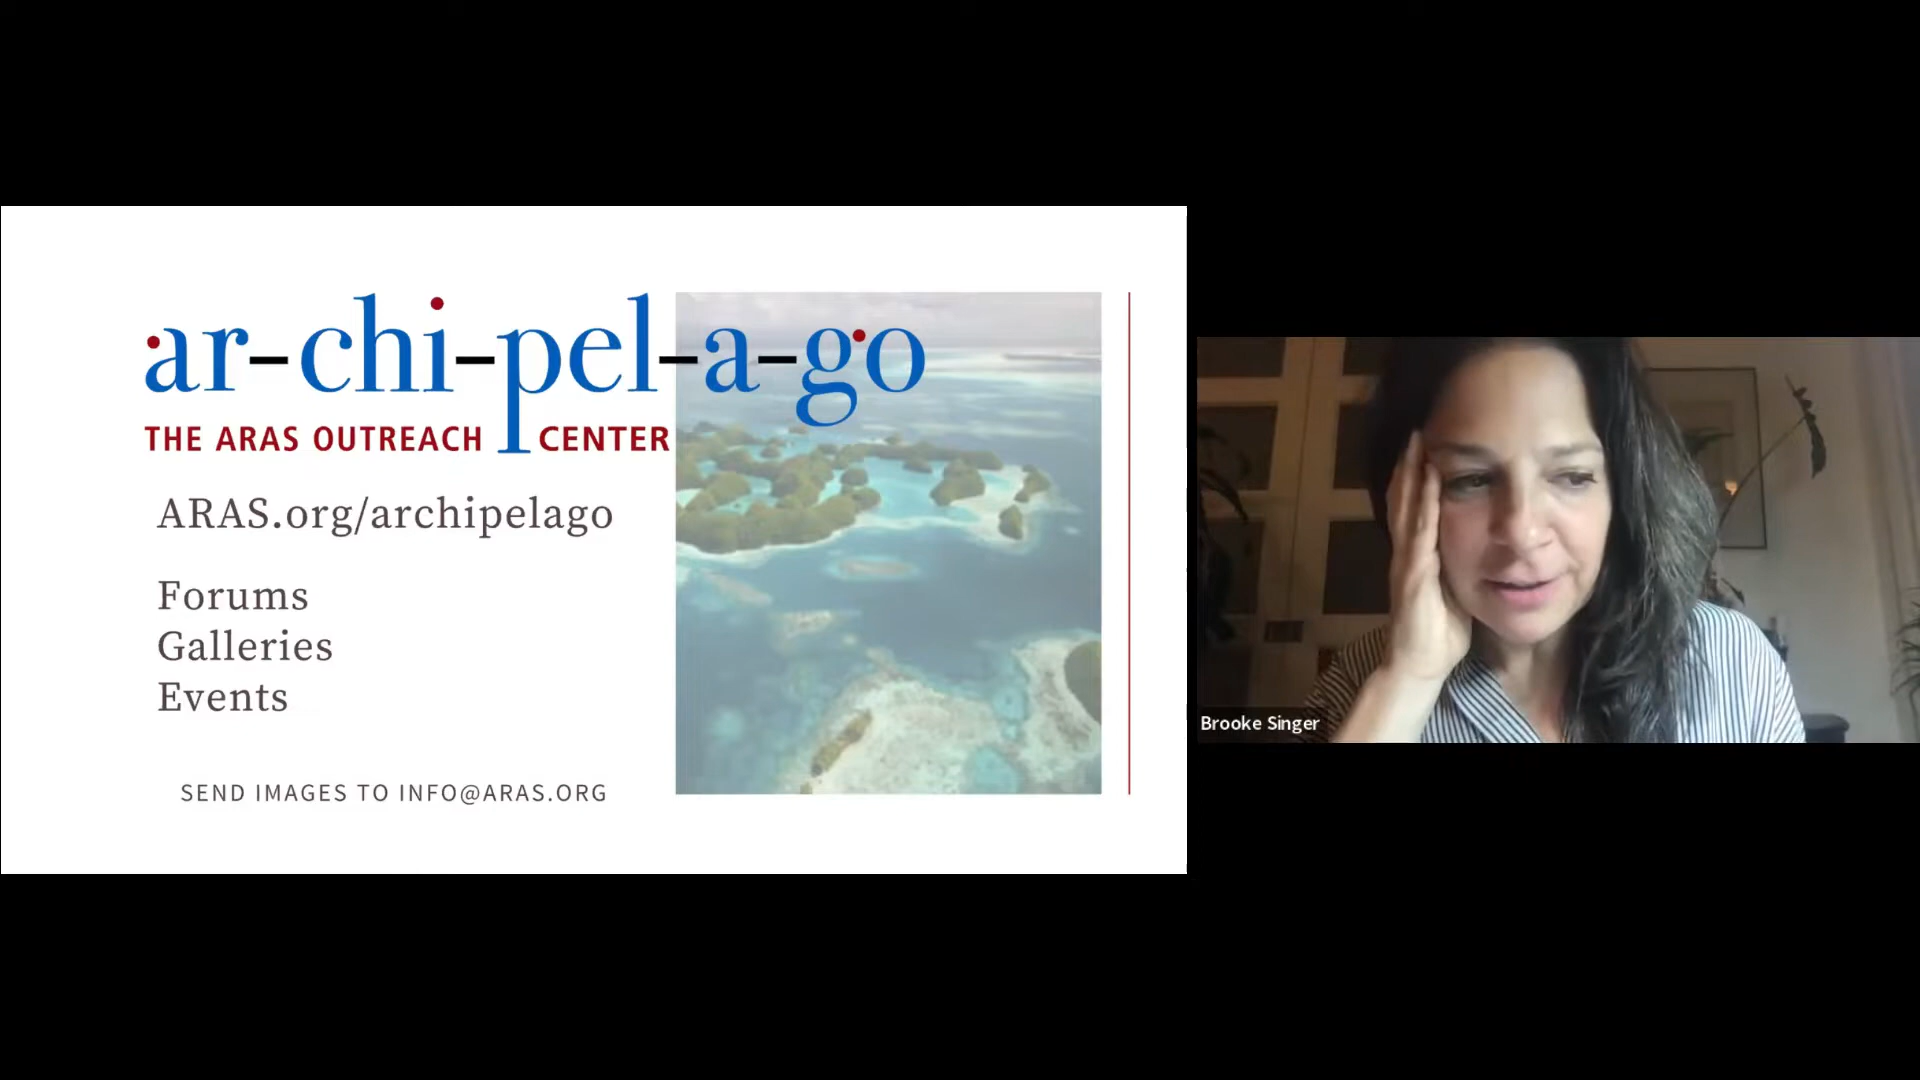 ar-chi-pel-a-go
THE ARAS OUTREACH CENTER
ARAS.org/archipelago
Forums
Galleries
Events
SEND IMAGES TO INFO@ARAS.ORG
Brooke Singer